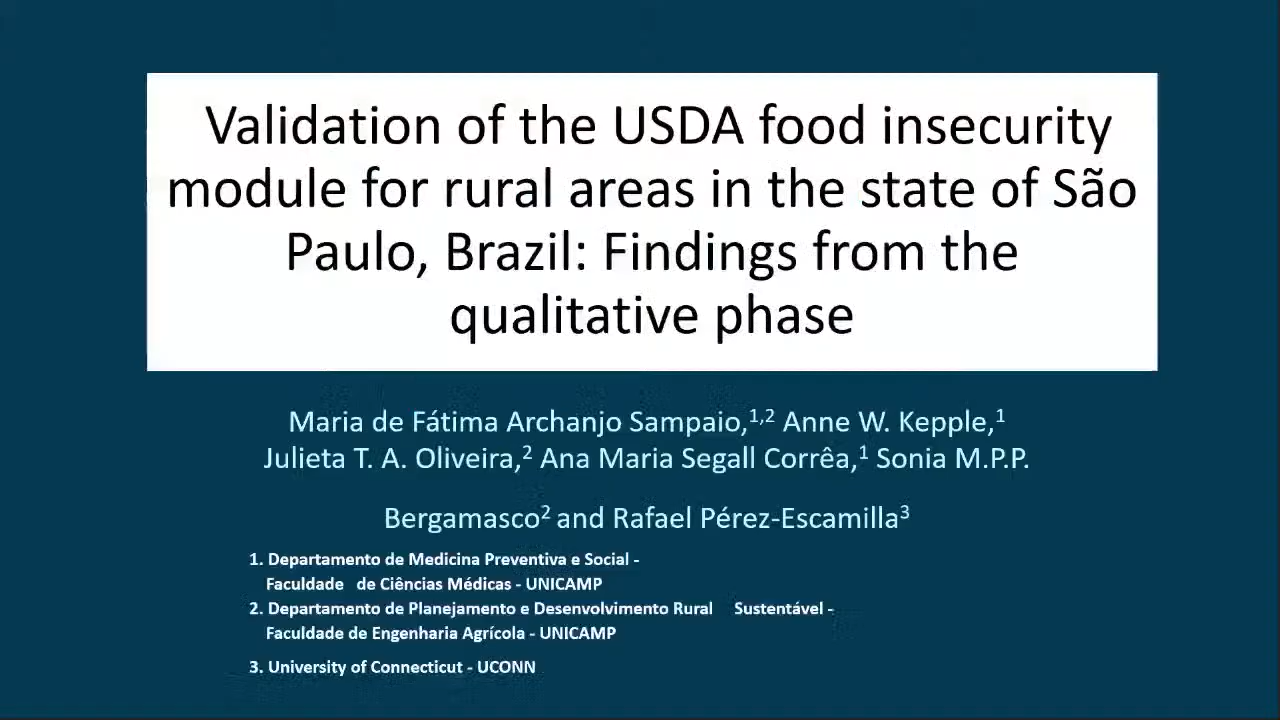 Validation of the USDA food insecurity
module for rural areas in the state of São
Paulo, Brazil: Findings from the
qualitative phase
Maria de Fátima Archanjo Sampaio,1,2 Anne W. Kepple,1
Julieta T. A. Oliveira,2 Ana Maria Segall Corrêa,1 Sonia M.P.P.
Bergamasco2 and Rafael Pérez-Escamilla3
1. Departamento de Medicina Preventiva e Social -
Faculdade de Ciências Médicas - UNICAMP
2. Departamento de Planejamento e Desenvolvimento Rural Sustentável -
Faculdade de Engenharia Agrícola - UNICAMP
3. University of Connecticut - UCONN